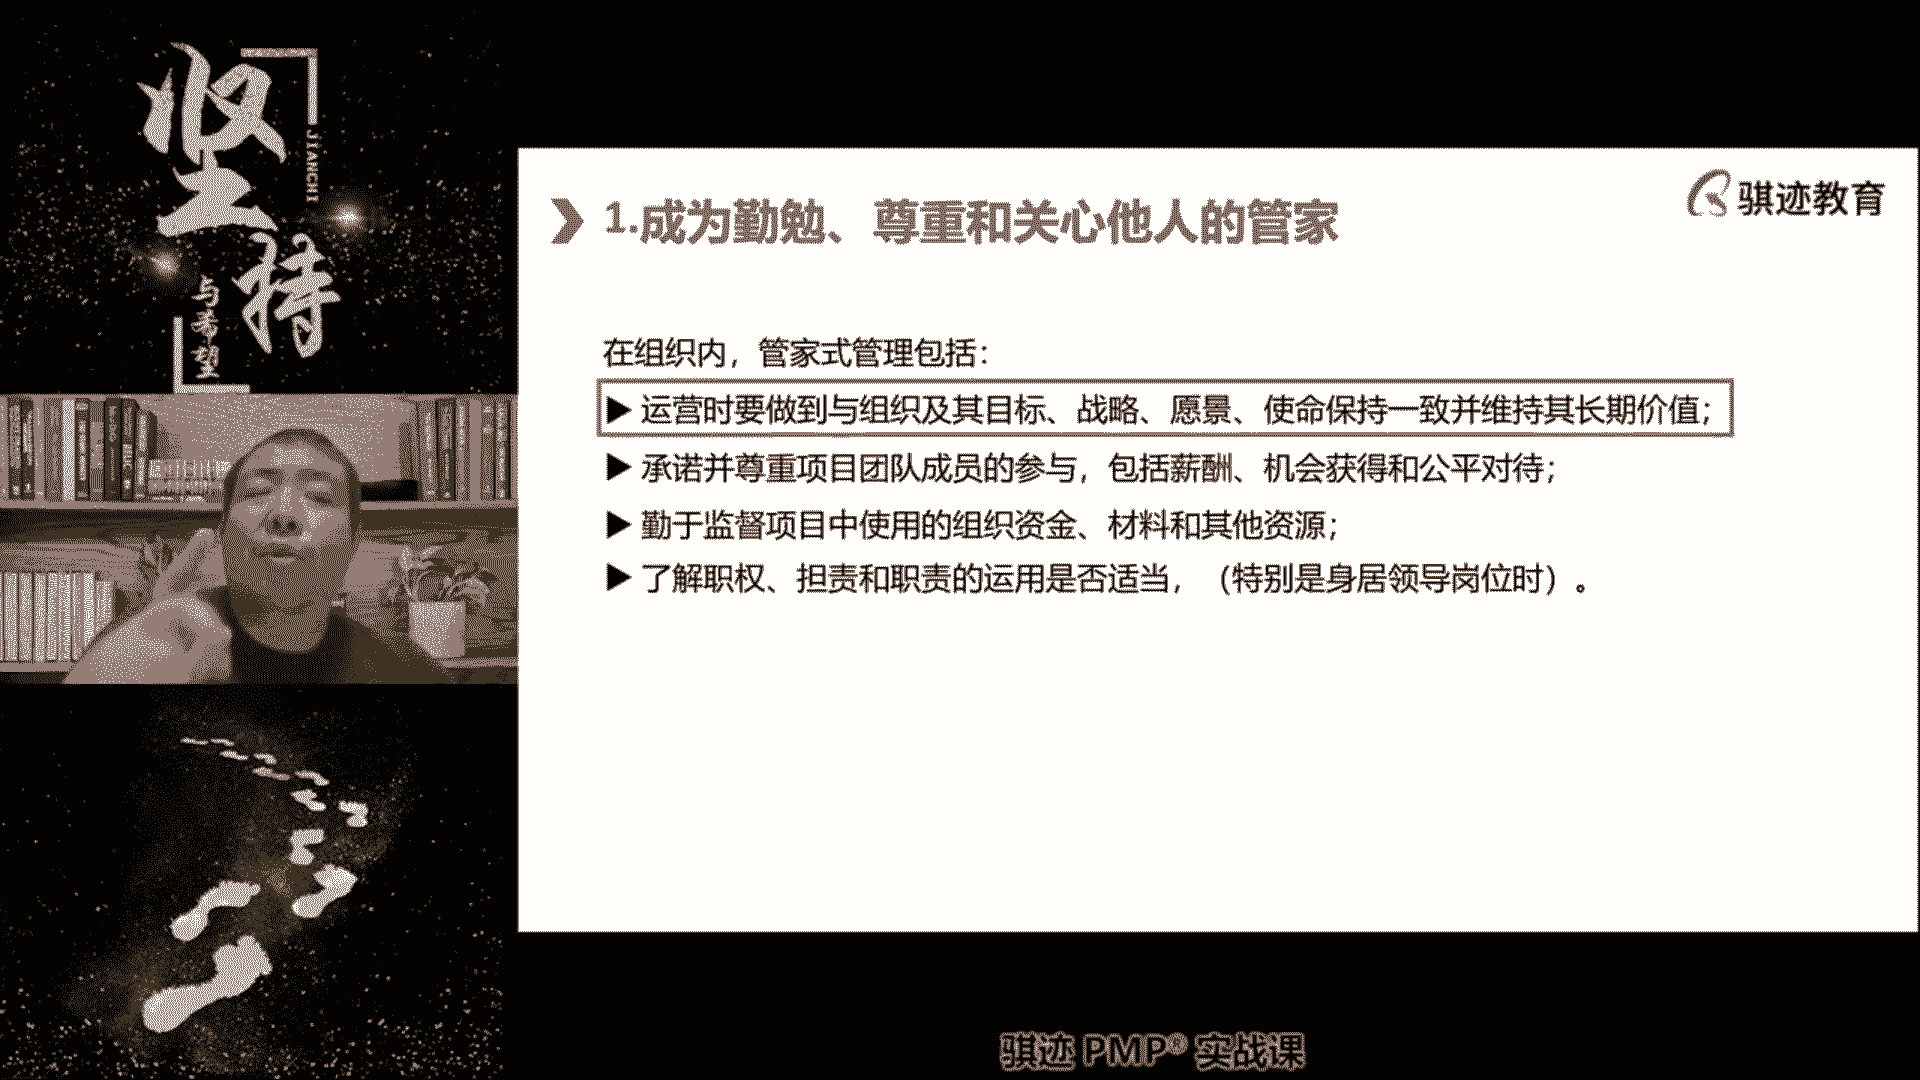 坚持
JIANCHI
与希望
骐迹教育
1.成为勤勉、尊重和关心他人的管家
在组织内，管家式管理包括：
▶ 运营时要做到与组织及其目标、战略、愿景、使命保持一致并维持其长期价值；
▶ 承诺并尊重项目团队成员的参与，包括薪酬、机会获得和公平对待；
▶ 勤于监督项目中使用的组织资金、材料和其他资源；
▶ 了解职权、担责和职责的运用是否适当，（特别是身居领导岗位时）。
骐迹 PMP® 实战课